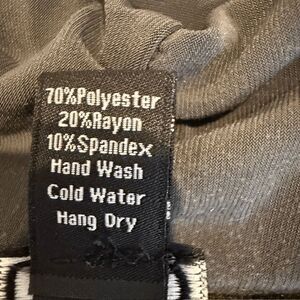 70%Polyester
20%Rayon
10%Spandex
Hand Wash
Cold Water
Hang Dry